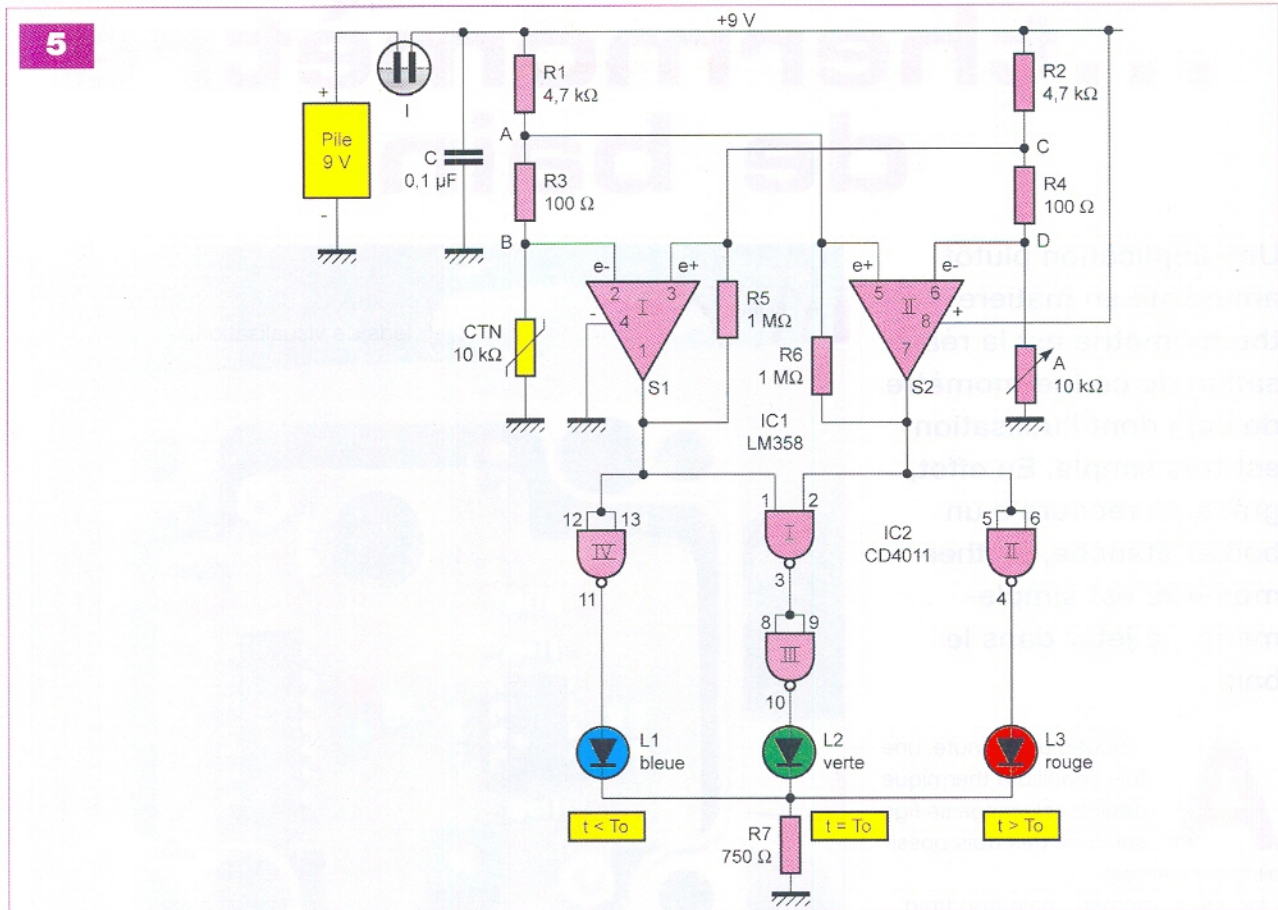 5
+9 V
I
+
Pile
9 V
-
C
0,1 µF
R1
4,7 kΩ
A
R3
100 Ω
B
R2
4,7 kΩ
C
R4
100 Ω
D
e-
e+
2
3
I
-
4
1
S1
R5
1 MΩ
R6
1 MΩ
e+
e-
5
6
II
8
+
7
S2
CTN
10 kΩ
A
10 kΩ
IC1
LM358
12
13
IV
11
1
2
I
3
IC2
CD4011
5
6
II
4
8
9
III
10
L1
bleue
L2
verte
L3
rouge
t < To
R7
750 Ω
t = To
t > To